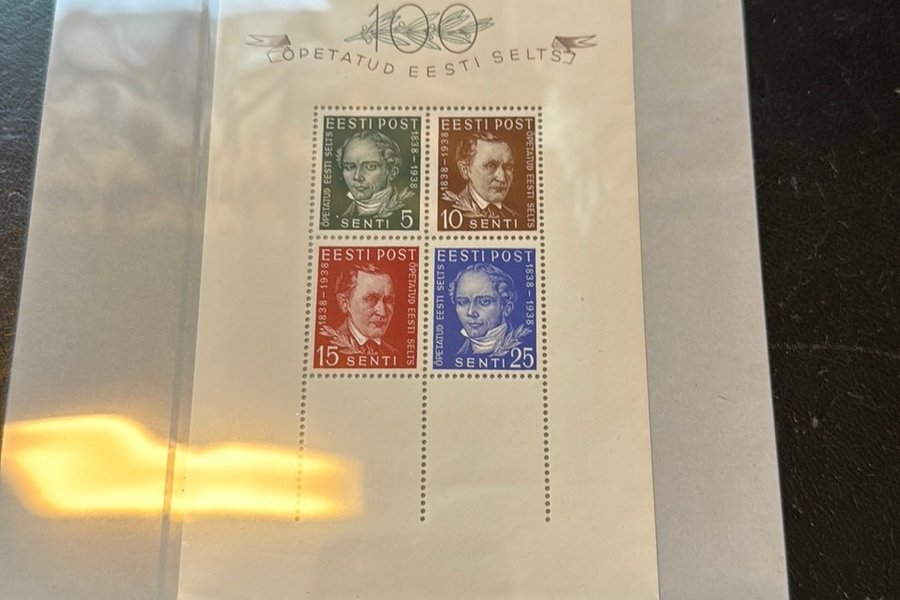 100
ÕPETATUD EESTI SELTS
EESTI POST
ÕPETATUD EESTI SELTS
1838-1938
SENTI 5
EESTI POST
1838-1938
ÕPETATUD EESTI SELTS
10 SENTI
EESTI POST
1838-1938
ÕPETATUD EESTI SELTS
15 SENTI
EESTI POST
ÕPETATUD EESTI SELTS
1838-1938
SENTI 25